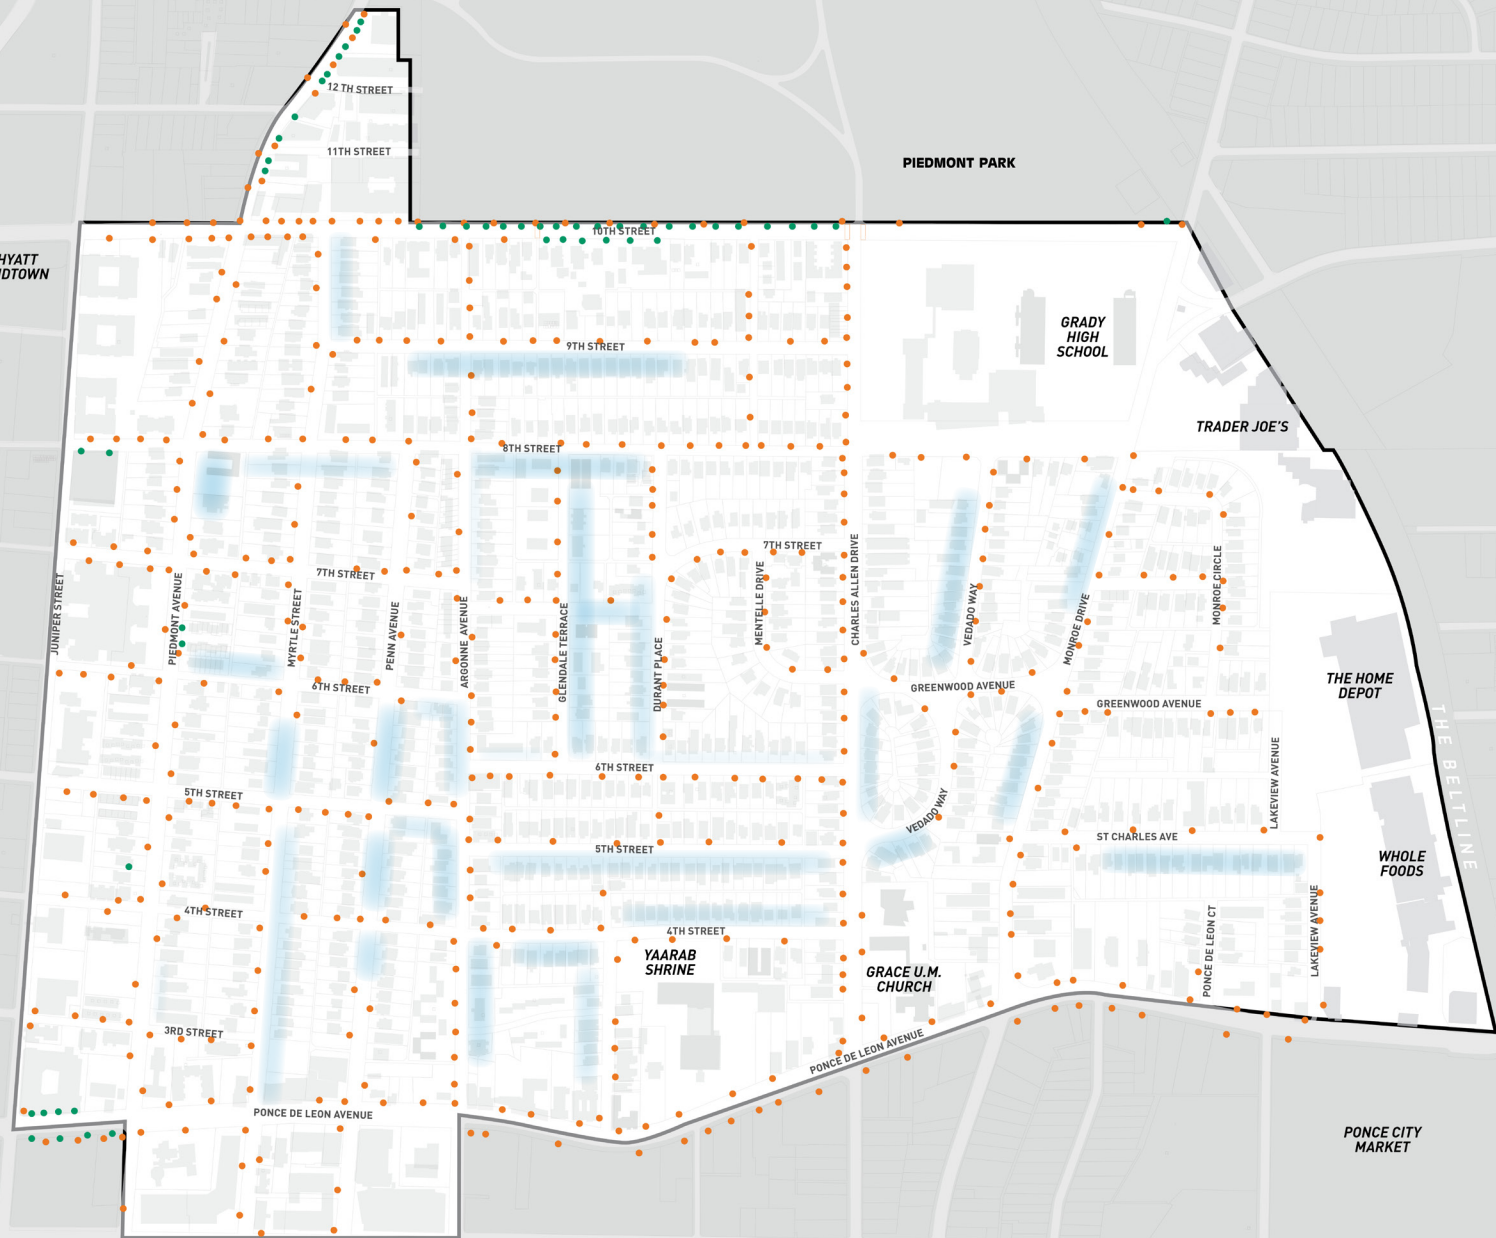 12 TH STREET
11TH STREET
PIEDMONT PARK
10TH STREET
HYATT
DTOWN
GRADY
HIGH
SCHOOL
9TH STREET
TRADER JOE'S
8TH STREET
7TH STREET
7TH STREET
JUNIPER STREET
PIEDMONT AVENUE
MYRTLE STREET
PENN AVENUE
ARGONNE AVENUE
GLENDALE TERRACE
DURANT PLACE
MENTELLE DRIVE
CHARLES ALLEN DRIVE
VEDADO WAY
MONROE DRIVE
MONROE CIRCLE
6TH STREET
GREENWOOD AVENUE
GREENWOOD AVENUE
THE HOME
DEPOT
THE BELTLINE
6TH STREET
LAKEVIEW AVENUE
5TH STREET
VEDADO WAY
ST CHARLES AVE
5TH STREET
WHOLE
FOODS
4TH STREET
4TH STREET
PONCE DE LEON CT
LAKEVIEW AVENUE
YAARAB
SHRINE
GRACE U.M.
CHURCH
3RD STREET
PONCE DE LEON AVENUE
PONCE DE LEON AVENUE
PONCE CITY
MARKET